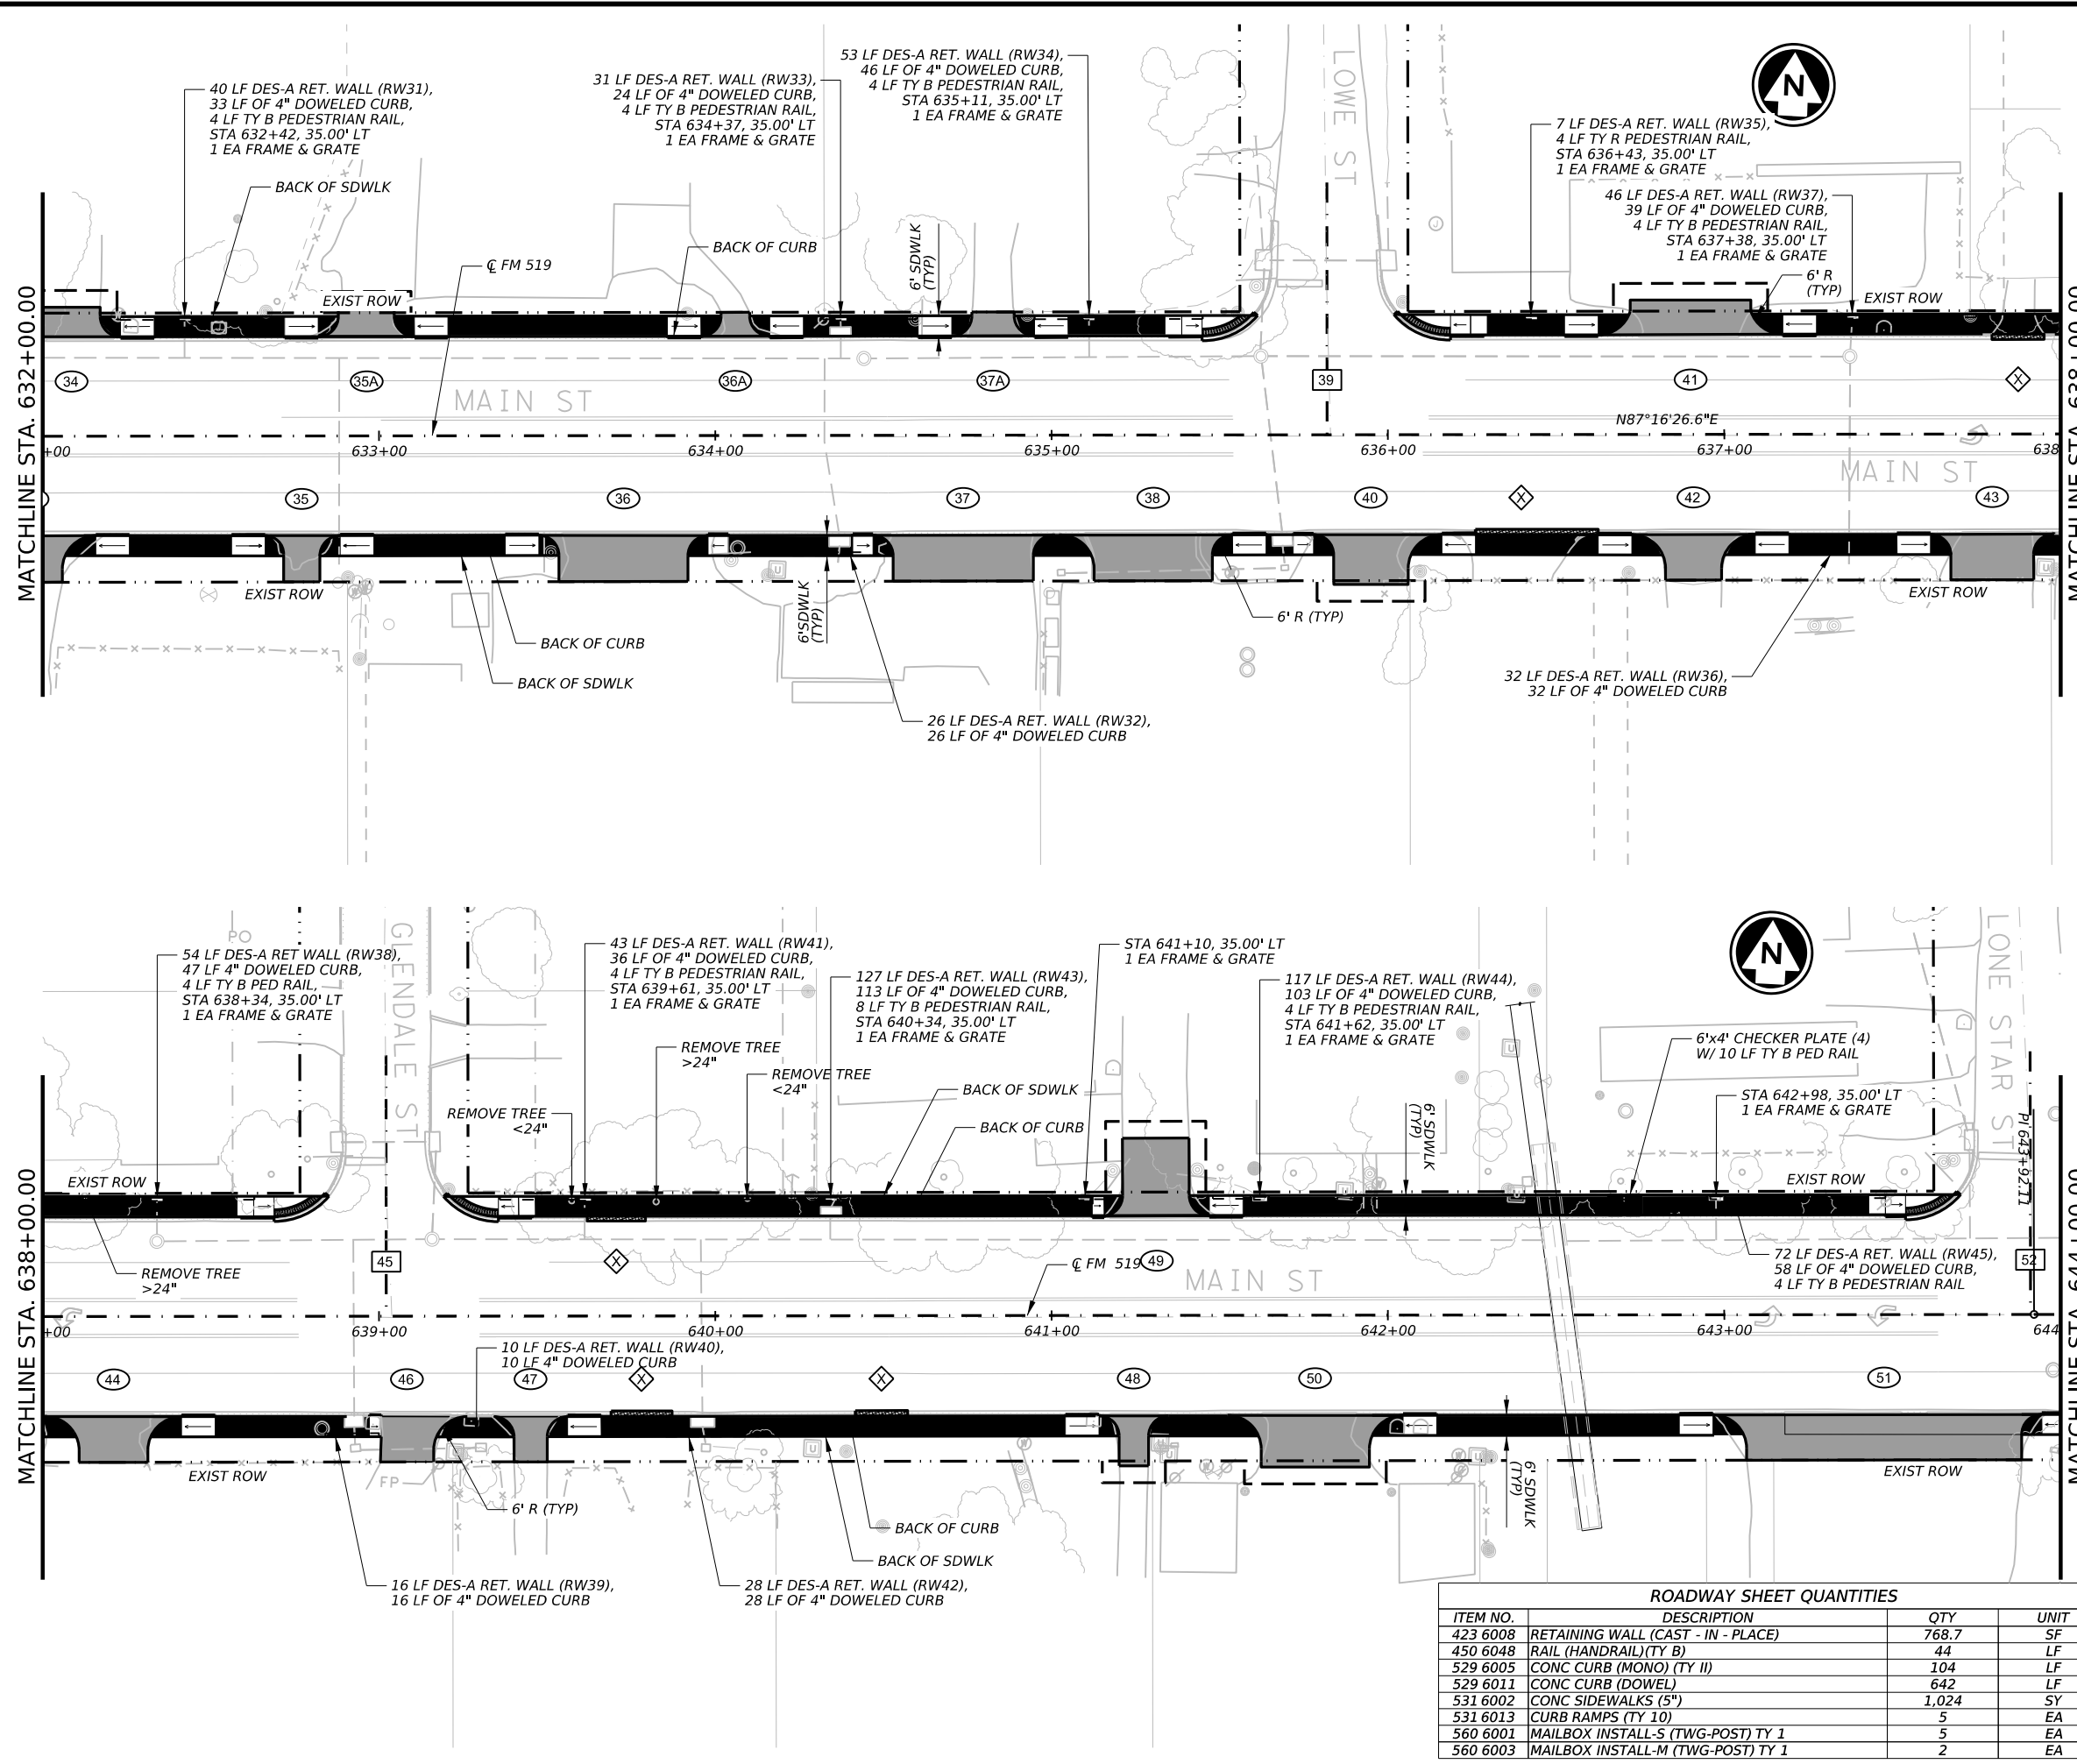 53 LF DES-A RET. WALL (RW34),
46 LF OF 4" DOWELED CURB,
4 LF TY B PEDESTRIAN RAIL,
STA 635+11, 35.00' LT
1 EA FRAME & GRATE
31 LF DES-A RET. WALL (RW33),
24 LF OF 4" DOWELED CURB,
4 LF TY B PEDESTRIAN RAIL,
STA 634+37, 35.00' LT
1 EA FRAME & GRATE
40 LF DES-A RET. WALL (RW31),
33 LF OF 4" DOWELED CURB,
4 LF TY B PEDESTRIAN RAIL,
STA 632+42, 35.00' LT
1 EA FRAME & GRATE
LOWE ST
N
7 LF DES-A RET. WALL (RW35),
4 LF TY R PEDESTRIAN RAIL,
STA 636+43, 35.00' LT
1 EA FRAME & GRATE
46 LF DES-A RET. WALL (RW37),
39 LF OF 4" DOWELED CURB,
4 LF TY B PEDESTRIAN RAIL,
STA 637+38, 35.00' LT
1 EA FRAME & GRATE
BACK OF SDWLK
BACK OF CURB
6' SDWLK
(TYP)
℄ FM 519
6' R
(TYP)
EXIST ROW
EXIST ROW
MATCHLINE STA. 632+00.00
MATCHLINE STA. 638+00.00
34
35A
36A
37A
39
41
X
MAIN ST
N87°16'26.6"E
+00
633+00
634+00
635+00
636+00
637+00
638
MAIN ST
35
36
37
38
40
X
42
43
U
U
EXIST ROW
EXIST ROW
6'SDWLK
(TYP)
6' R (TYP)
BACK OF CURB
BACK OF SDWLK
32 LF DES-A RET. WALL (RW36),
32 LF OF 4" DOWELED CURB
26 LF DES-A RET. WALL (RW32),
26 LF OF 4" DOWELED CURB
PO
GLENDALE ST
54 LF DES-A RET WALL (RW38),
47 LF 4" DOWELED CURB,
4 LF TY B PED RAIL,
STA 638+34, 35.00' LT
1 EA FRAME & GRATE
43 LF DES-A RET. WALL (RW41),
36 LF OF 4" DOWELED CURB,
4 LF TY B PEDESTRIAN RAIL,
STA 639+61, 35.00' LT
1 EA FRAME & GRATE
127 LF DES-A RET. WALL (RW43),
113 LF OF 4" DOWELED CURB,
8 LF TY B PEDESTRIAN RAIL,
STA 640+34, 35.00' LT
1 EA FRAME & GRATE
STA 641+10, 35.00' LT
1 EA FRAME & GRATE
117 LF DES-A RET. WALL (RW44),
103 LF OF 4" DOWELED CURB,
4 LF TY B PEDESTRIAN RAIL,
STA 641+62, 35.00' LT
1 EA FRAME & GRATE
N
LONE STAR ST
U
6'x4' CHECKER PLATE (4)
W/ 10 LF TY B PED RAIL
STA 642+98, 35.00' LT
1 EA FRAME & GRATE
REMOVE TREE
>24"
REMOVE TREE
<24"
REMOVE TREE
<24"
BACK OF SDWLK
BACK OF CURB
6' SDWLK
(TYP)
PI 643+92.11
EXIST ROW
EXIST ROW
MATCHLINE STA. 638+00.00
MATCHLINE STA. 644+00.00
REMOVE TREE
>24"
45
X
℄ FM 519
49
MAIN ST
72 LF DES-A RET. WALL (RW45),
58 LF OF 4" DOWELED CURB,
4 LF TY B PEDESTRIAN RAIL
52
+00
639+00
640+00
641+00
642+00
643+00
644
10 LF DES-A RET. WALL (RW40),
10 LF 4" DOWELED CURB
44
46
47
X
X
48
50
51
U
U
EXIST ROW
FP
EXIST ROW
6' R (TYP)
6' SDWLK
(TYP)
BACK OF CURB
BACK OF SDWLK
16 LF DES-A RET. WALL (RW39),
16 LF OF 4" DOWELED CURB
28 LF DES-A RET. WALL (RW42),
28 LF OF 4" DOWELED CURB
ROADWAY SHEET QUANTITIES
ITEM NO. DESCRIPTION QTY UNIT
423 6008 RETAINING WALL (CAST - IN - PLACE) 768.7 SF
450 6048 RAIL (HANDRAIL)(TY B) 44 LF
529 6005 CONC CURB (MONO) (TY II) 104 LF
529 6011 CONC CURB (DOWEL) 642 LF
531 6002 CONC SIDEWALKS (5") 1,024 SY
531 6013 CURB RAMPS (TY 10) 5 EA
560 6001 MAILBOX INSTALL-S (TWG-POST) TY 1 5 EA
560 6003 MAILBOX INSTALL-M (TWG-POST) TY 1 2 EA